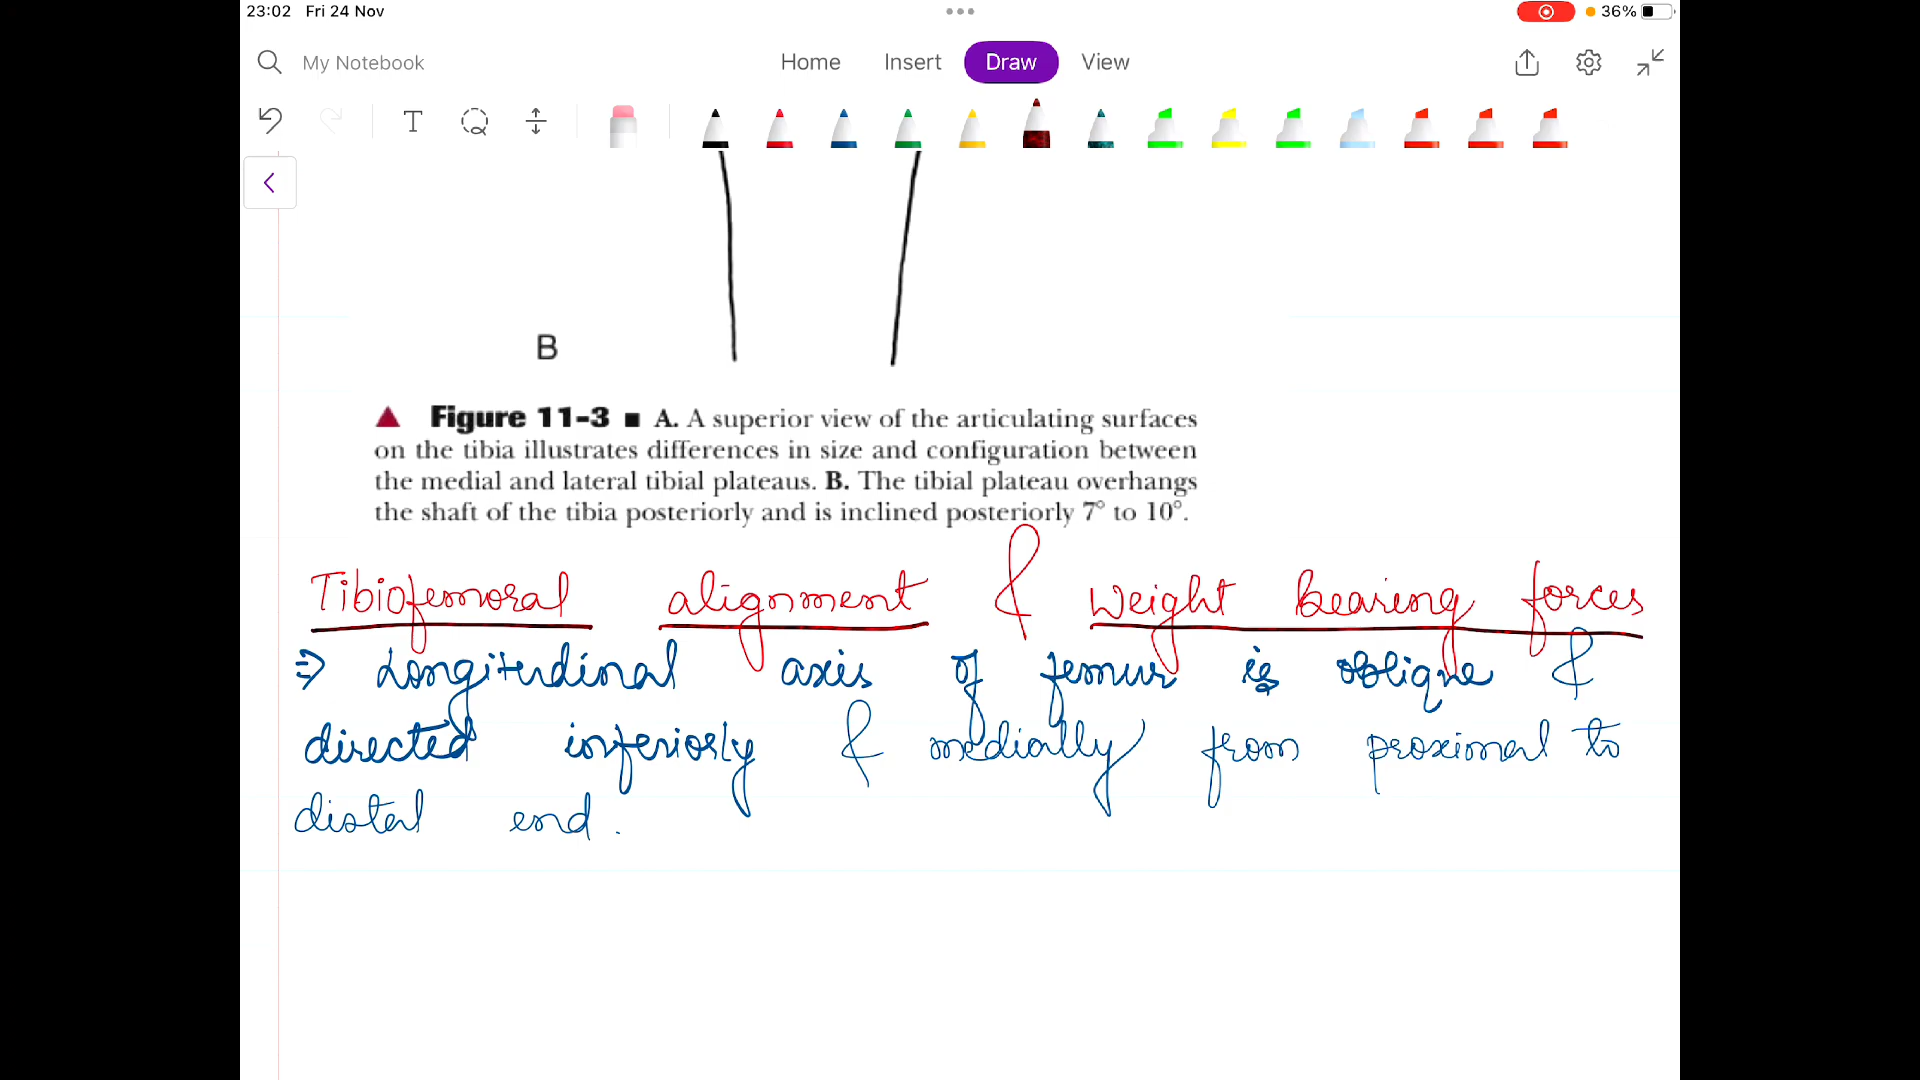 23:02 Fri 24 Nov
36%
My Notebook Home Insert Draw View
T
B
▲ Figure 11-3 ■ A. A superior view of the articulating surfaces
on the tibia illustrates differences in size and configuration between
the medial and lateral tibial plateaus. B. The tibial plateau overhangs
the shaft of the tibia posteriorly and is inclined posteriorly 7° to 10°.
Tibiofemoral alignment & Weight bearing forces
⇒ Longitudinal axis of femur is oblique &
directed inferiorly & medially from proximal to
distal end.